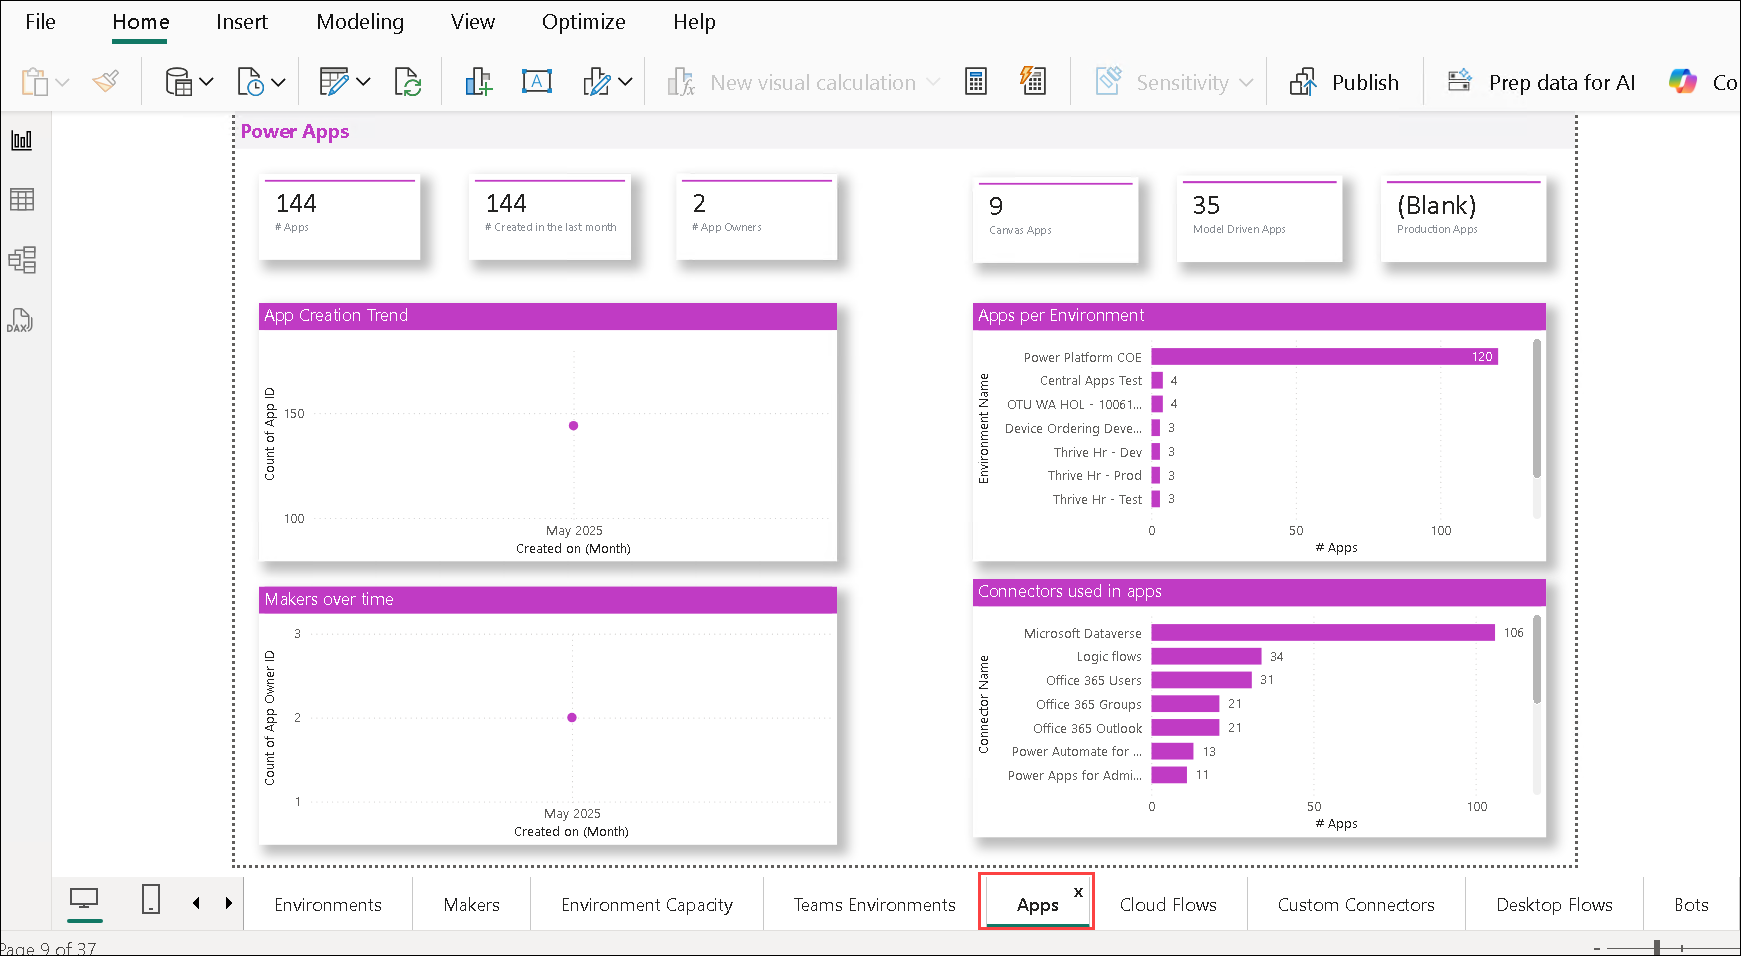 File Home Insert Modeling View Optimize Help
New visual calculation Sensitivity Publish Prep data for AI Co
Power Apps
144
# Apps
144
# Created in the last month
2
# App Owners
9
Canvas Apps
35
Model Driven Apps
(Blank)
Production Apps
App Creation Trend
Count of App ID
150
100
May 2025
Created on (Month)
Apps per Environment
Environment Name
Power Platform COE 120
Central Apps Test 4
OTU WA HOL - 10061... 4
Device Ordering Deve... 3
Thrive Hr - Dev 3
Thrive Hr - Prod 3
Thrive Hr - Test 3
0 50 100
# Apps
Makers over time
Count of App Owner ID
3
2
1
May 2025
Created on (Month)
Connectors used in apps
Connector Name
Microsoft Dataverse 106
Logic flows 34
Office 365 Users 31
Office 365 Groups 21
Office 365 Outlook 21
Power Automate for ... 13
Power Apps for Admi... 11
0 50 100
# Apps
DAX
Environments Makers Environment Capacity Teams Environments Apps x Cloud Flows Custom Connectors Desktop Flows Bots
Page 9 of 37